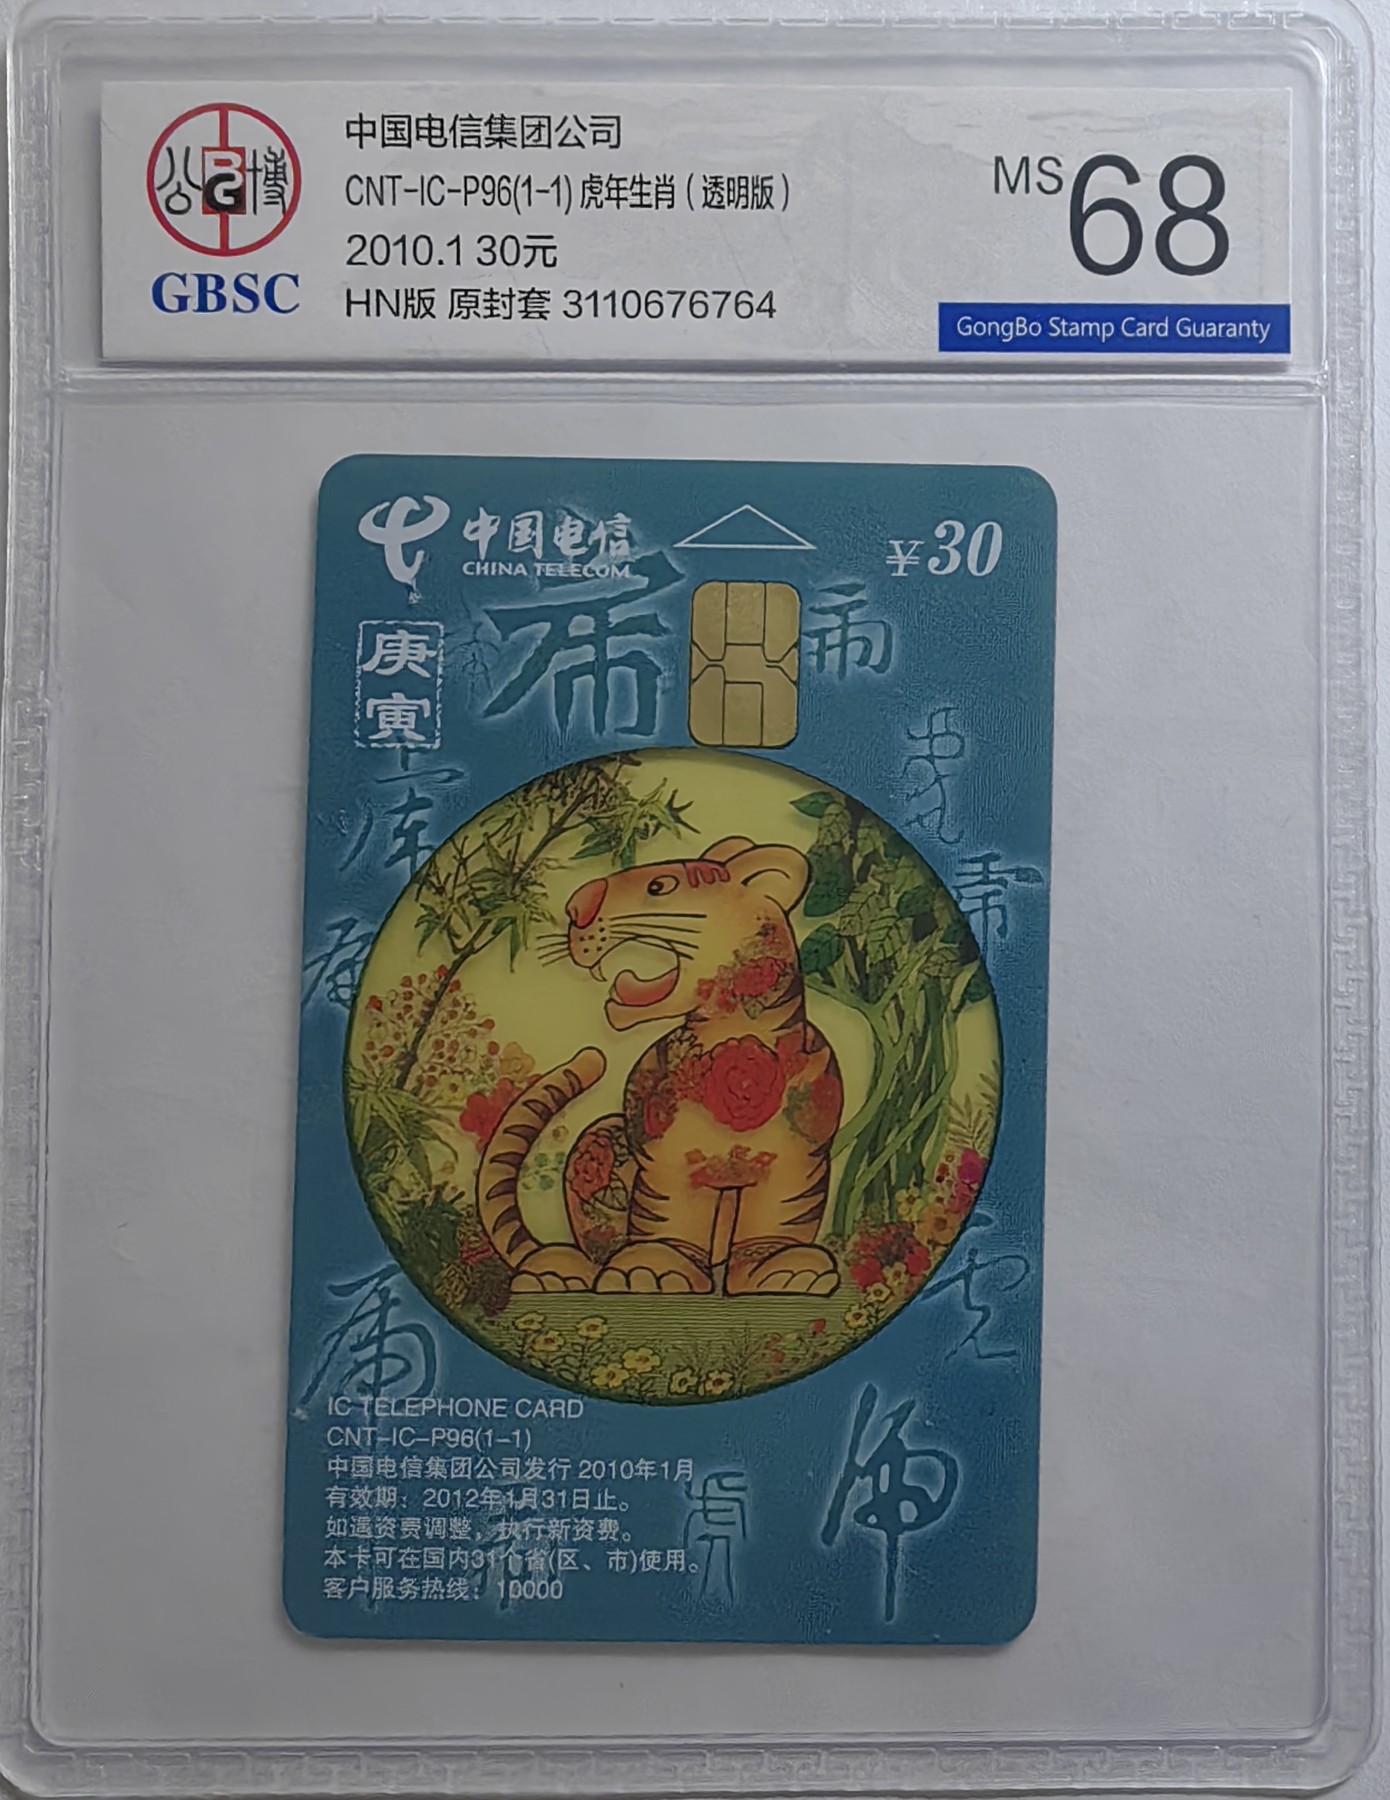 中国电信集团公司
CNT-IC-P96(1-1) 虎年生肖(透明版)
2010.1 30元
HN版 原封套 3110676764
公博
GBSC
MS 68
GongBo Stamp Card Guaranty
中国电信
CHINA TELECOM
¥30
庚寅
IC TELEPHONE CARD
CNT-IC-P96(1-1)
中国电信集团公司发行 2010年1月
有效期：2012年1月31日止。
如遇资费调整，执行新资费。
本卡可在国内31个省(区、市)使用。
客户服务热线：10000